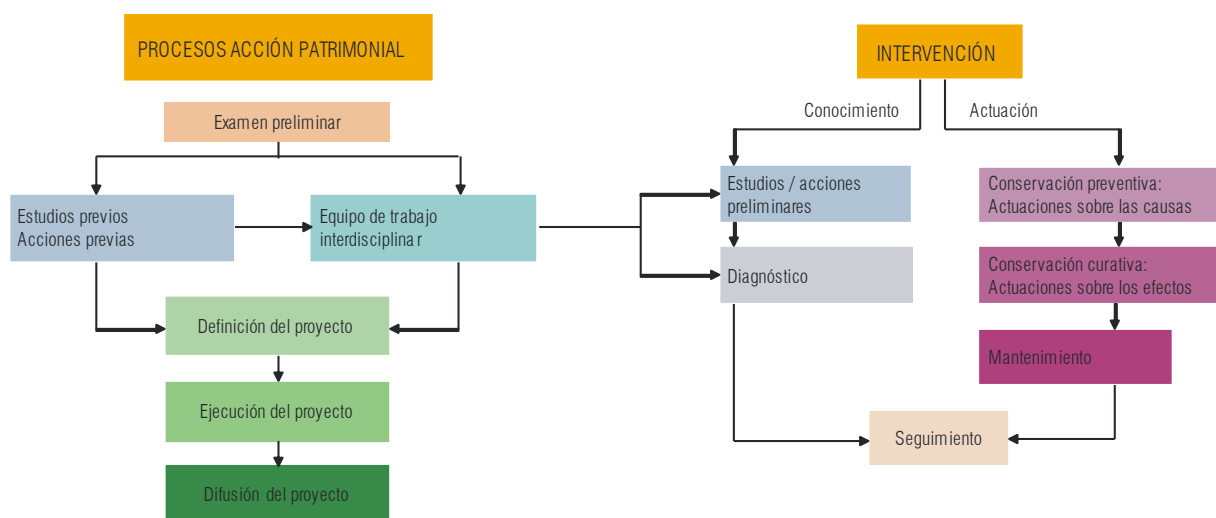 PROCESOS ACCIÓN PATRIMONIAL
Examen preliminar
Estudios previos
Acciones previas
Equipo de trabajo
interdisciplinar
Definición del proyecto
Ejecución del proyecto
Difusión del proyecto
INTERVENCIÓN
Conocimiento
Actuación
Estudios / acciones
preliminares
Diagnóstico
Conservación preventiva:
Actuaciones sobre las causas
Conservación curativa:
Actuaciones sobre los efectos
Mantenimiento
Seguimiento